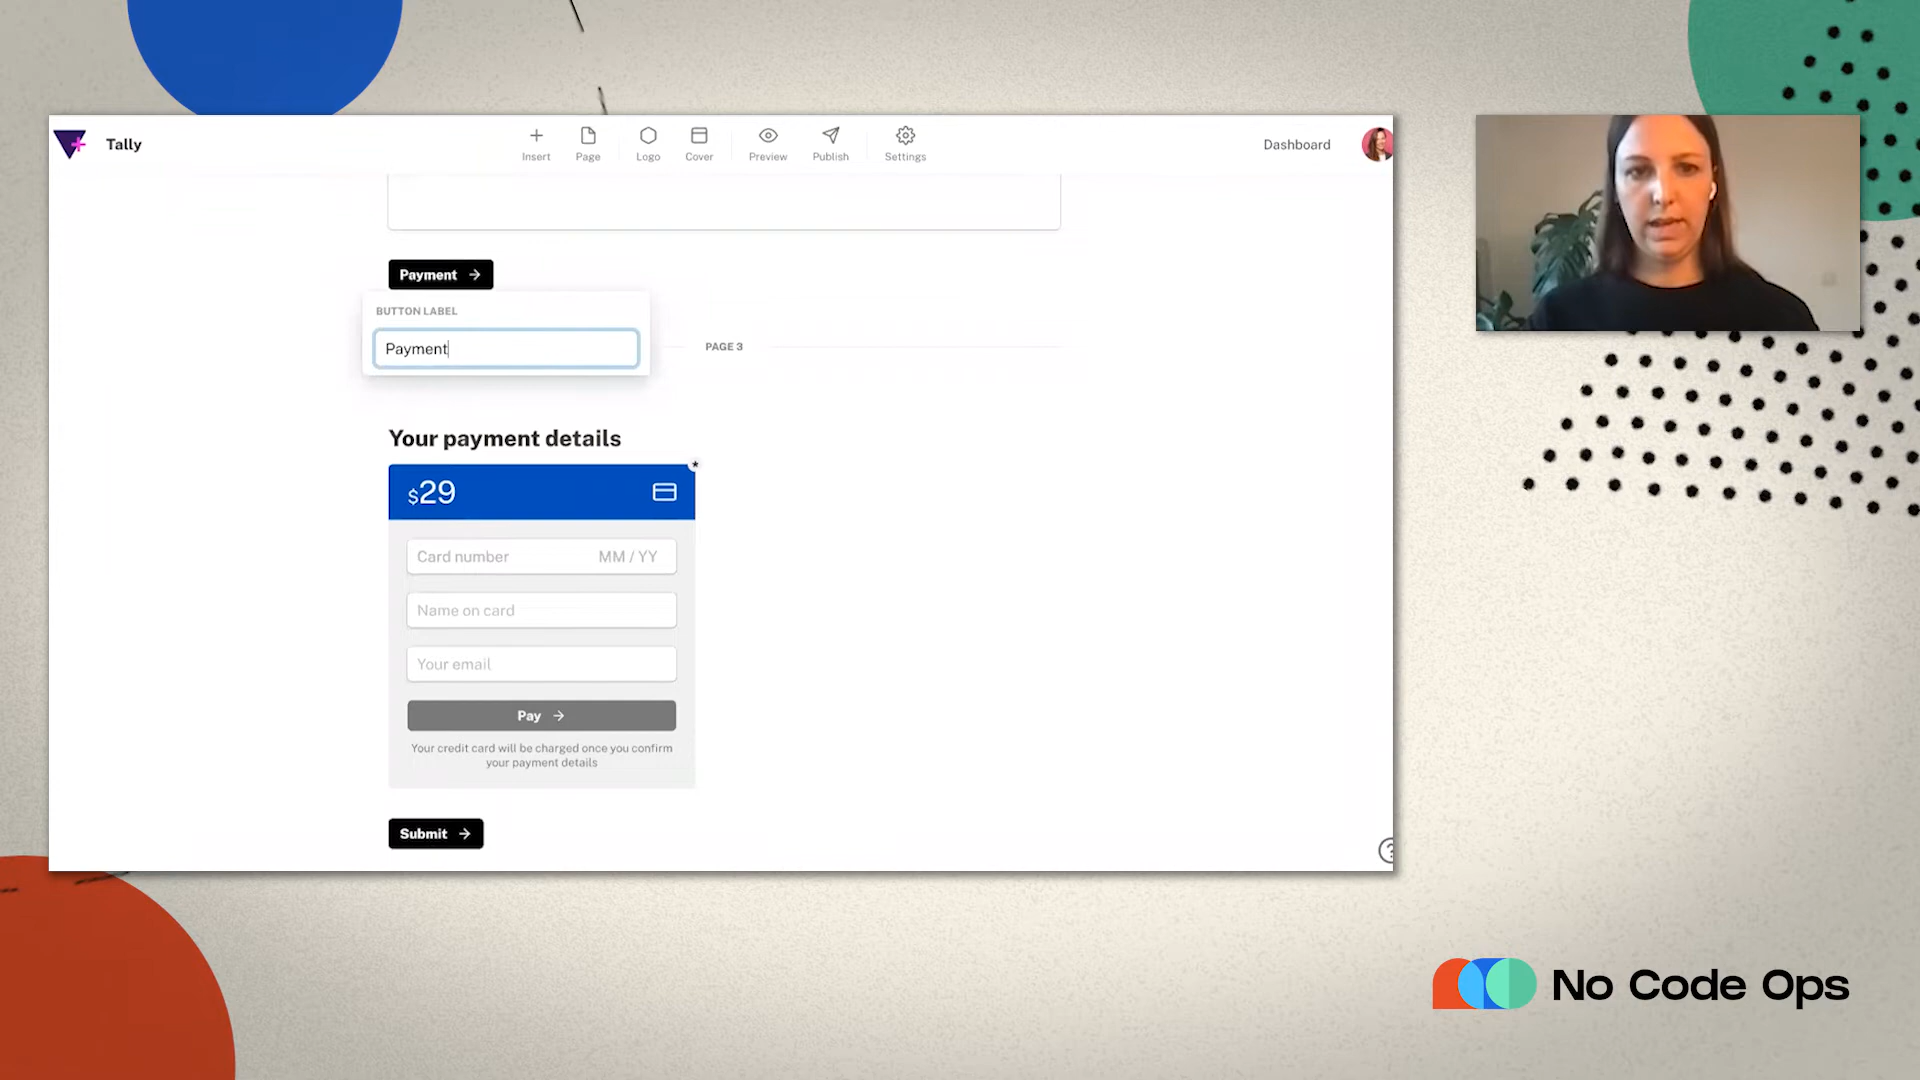 Tally
Insert
Page
Logo
Cover
Preview
Publish
Settings
Dashboard
Payment →
BUTTON LABEL
Payment
PAGE 3
Your payment details
*
$29
Card number MM / YY
Name on card
Your email
Pay →
Your credit card will be charged once you confirm
your payment details
Submit →
?
No Code Ops